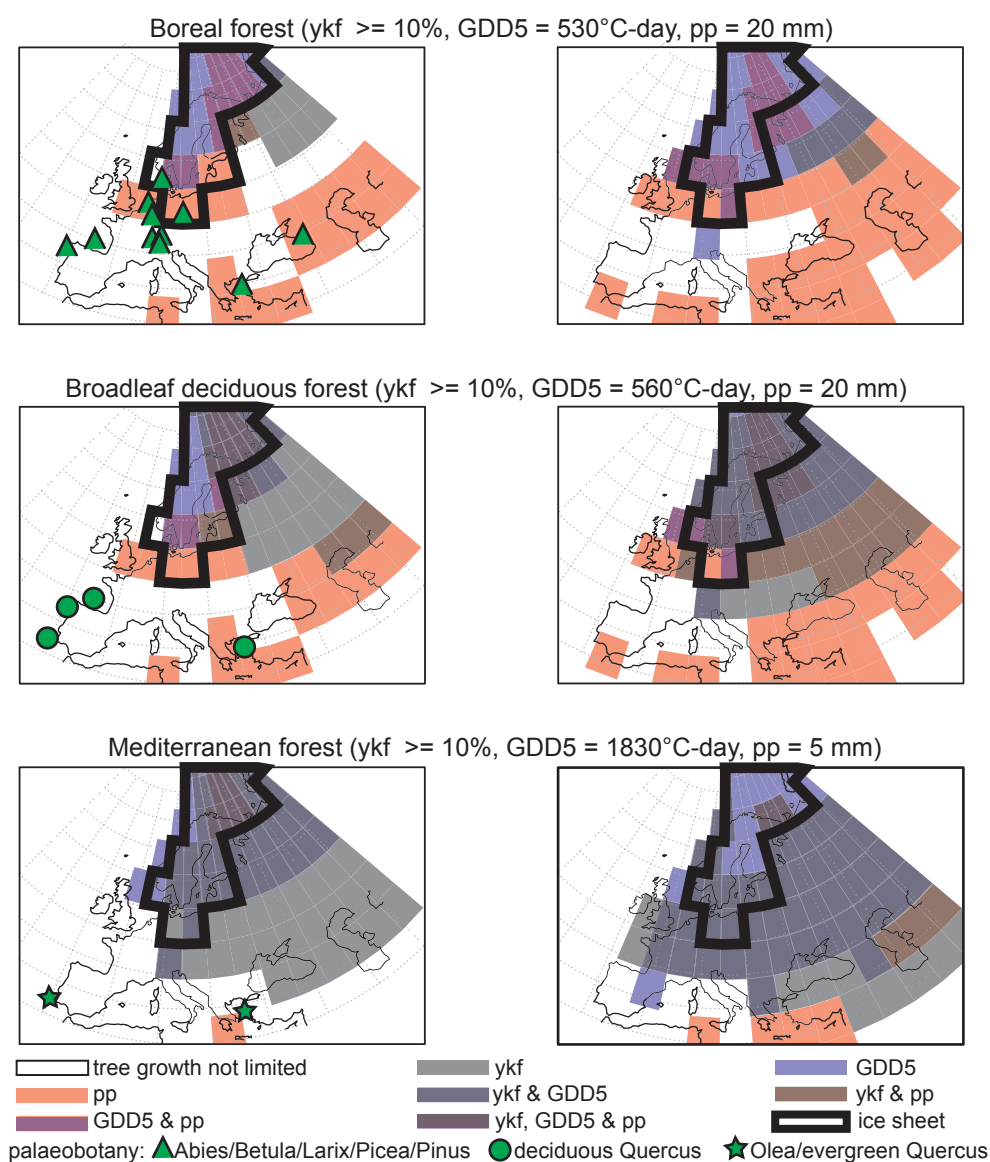 Boreal forest (ykf >= 10%, GDD5 = 530°C-day, pp = 20 mm)
Broadleaf deciduous forest (ykf >= 10%, GDD5 = 560°C-day, pp = 20 mm)
Mediterranean forest (ykf >= 10%, GDD5 = 1830°C-day, pp = 5 mm)
tree growth not limited ykf GDD5
pp ykf & GDD5 ykf & pp
GDD5 & pp ykf, GDD5 & pp ice sheet
palaeobotany: Abies/Betula/Larix/Picea/Pinus deciduous Quercus Olea/evergreen Quercus